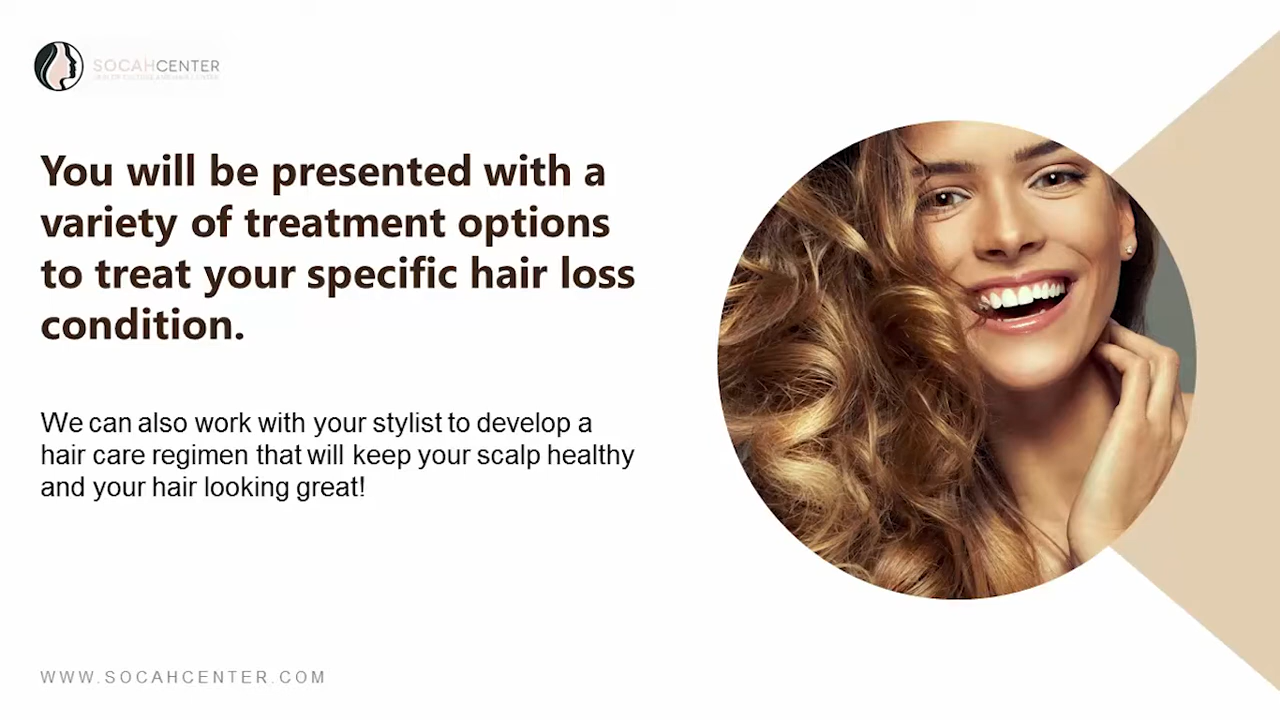 SOCAHCENTER
You will be presented with a
variety of treatment options
to treat your specific hair loss
condition.
We can also work with your stylist to develop a
hair care regimen that will keep your scalp healthy
and your hair looking great!
WWW.SOCAHCENTER.COM